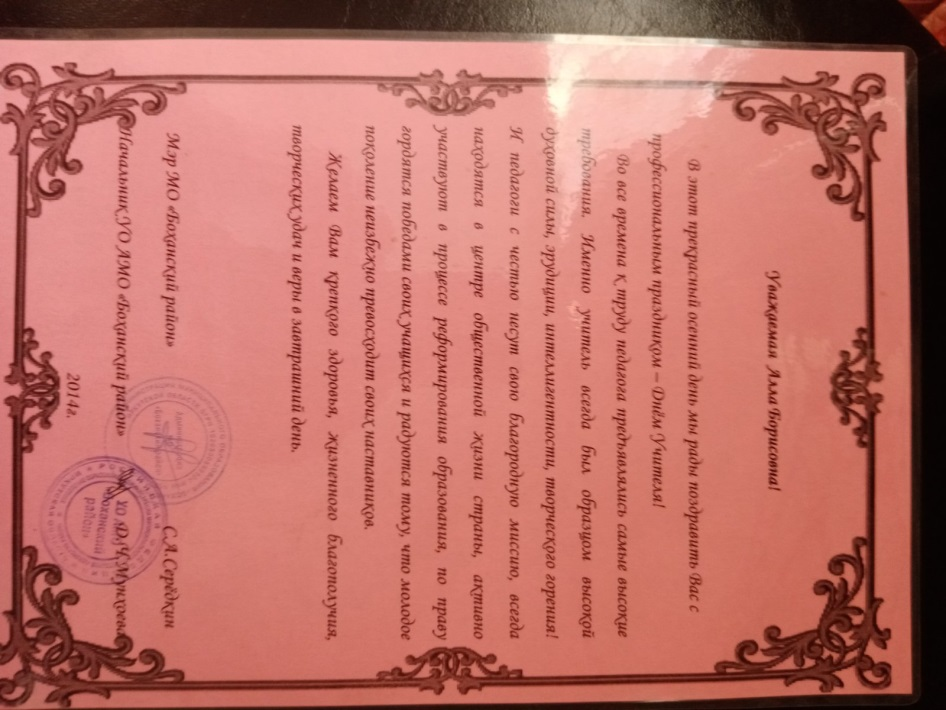 Уважаемая Алла Борисовна!
В этот прекрасный осенний день мы рады поздравить Вас с
профессиональным праздником – Днём Учителя!
Во все времена к труду педагога предъявлялись самые высокие
требования. Именно учитель всегда был образцом высокой
духовной силы, эрудиции, интеллигентности, творческого горения!
И педагоги с честью несут свою благородную миссию, всегда
находятся в центре общественной жизни страны, активно
участвуют в процессе реформирования образования, по праву
гордятся победами своих учащихся и радуются тому, что молодое
поколение неизбежно превосходит своих наставников.
Желаем Вам крепкого здоровья, жизненного благополучия,
творческих удач и веры в завтрашний день.
Мэр МО «Боханский район» С.А.Серёдкин
Начальник УО АМО «Боханский район» Мунхоева
2014г.
Боханский
район